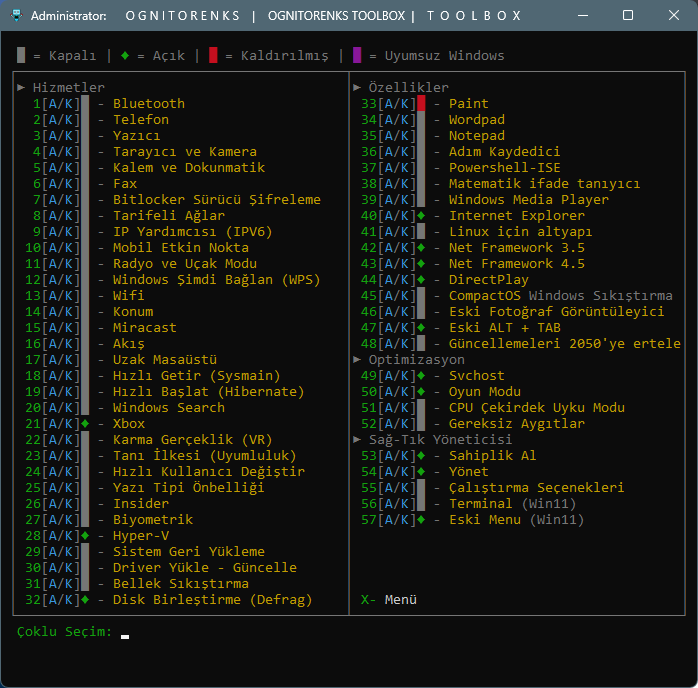 Administrator: O G N I T O R E N K S | OGNITORENKS TOOLBOX | T O O L B O X
█ = Kapalı | ♦ = Açık | █ = Kaldırılmış | █ = Uyumsuz Windows
► Hizmetler
1[A/K]█ - Bluetooth
2[A/K]█ - Telefon
3[A/K]█ - Yazıcı
4[A/K]█ - Tarayıcı ve Kamera
5[A/K]█ - Kalem ve Dokunmatik
6[A/K]█ - Fax
7[A/K]█ - Bitlocker Sürücü Şifreleme
8[A/K]█ - Tarifeli Ağlar
9[A/K]█ - IP Yardımcısı (IPV6)
10[A/K]█ - Mobil Etkin Nokta
11[A/K]█ - Radyo ve Uçak Modu
12[A/K]█ - Windows Şimdi Bağlan (WPS)
13[A/K]█ - Wifi
14[A/K]█ - Konum
15[A/K]█ - Miracast
16[A/K]█ - Akış
17[A/K]█ - Uzak Masaüstü
18[A/K]█ - Hızlı Getir (Sysmain)
19[A/K]█ - Hızlı Başlat (Hibernate)
20[A/K]█ - Windows Search
21[A/K]♦ - Xbox
22[A/K]█ - Karma Gerçeklik (VR)
23[A/K]█ - Tanı İlkesi (Uyumluluk)
24[A/K]█ - Hızlı Kullanıcı Değiştir
25[A/K]█ - Yazı Tipi Önbelliği
26[A/K]█ - Insider
27[A/K]█ - Biyometrik
28[A/K]♦ - Hyper-V
29[A/K]█ - Sistem Geri Yükleme
30[A/K]█ - Driver Yükle - Güncelle
31[A/K]█ - Bellek Sıkıştırma
32[A/K]♦ - Disk Birleştirme (Defrag)
► Özellikler
33[A/K]█ - Paint
34[A/K]█ - Wordpad
35[A/K]█ - Notepad
36[A/K]█ - Adım Kaydedici
37[A/K]█ - Powershell-ISE
38[A/K]█ - Matematik ifade tanıyıcı
39[A/K]█ - Windows Media Player
40[A/K]♦ - Internet Explorer
41[A/K]█ - Linux için altyapı
42[A/K]♦ - Net Framework 3.5
43[A/K]♦ - Net Framework 4.5
44[A/K]♦ - DirectPlay
45[A/K]█ - CompactOS Windows Sıkıştırma
46[A/K]█ - Eski Fotoğraf Görüntüleyici
47[A/K]♦ - Eski ALT + TAB
48[A/K]█ - Güncellemeleri 2050'ye ertele
► Optimizasyon
49[A/K]♦ - Svchost
50[A/K]♦ - Oyun Modu
51[A/K]█ - CPU Çekirdek Uyku Modu
52[A/K]█ - Gereksiz Aygıtlar
► Sağ-Tık Yöneticisi
53[A/K]♦ - Sahiplik Al
54[A/K]♦ - Yönet
55[A/K]█ - Çalıştırma Seçenekleri
56[A/K]█ - Terminal (Win11)
57[A/K]♦ - Eski Menu (Win11)
X- Menü
Çoklu Seçim: